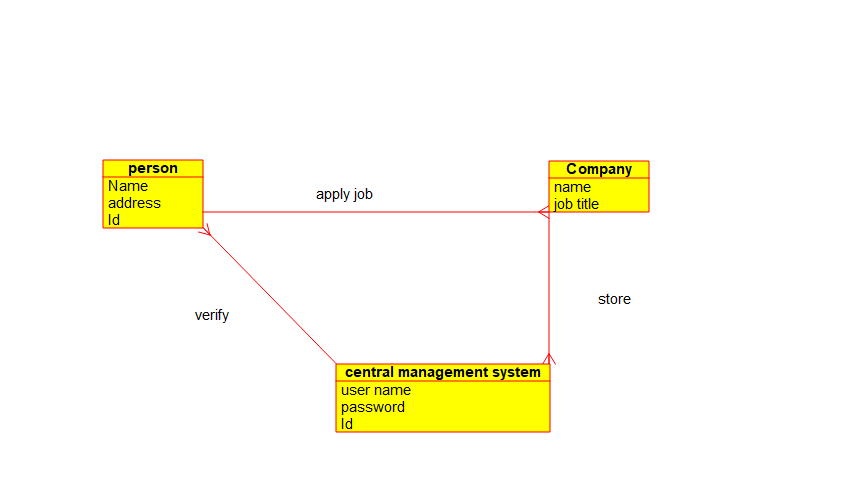 person
Name
address
Id
apply job
Company
name
job title
verify
store
central management system
user name
password
Id